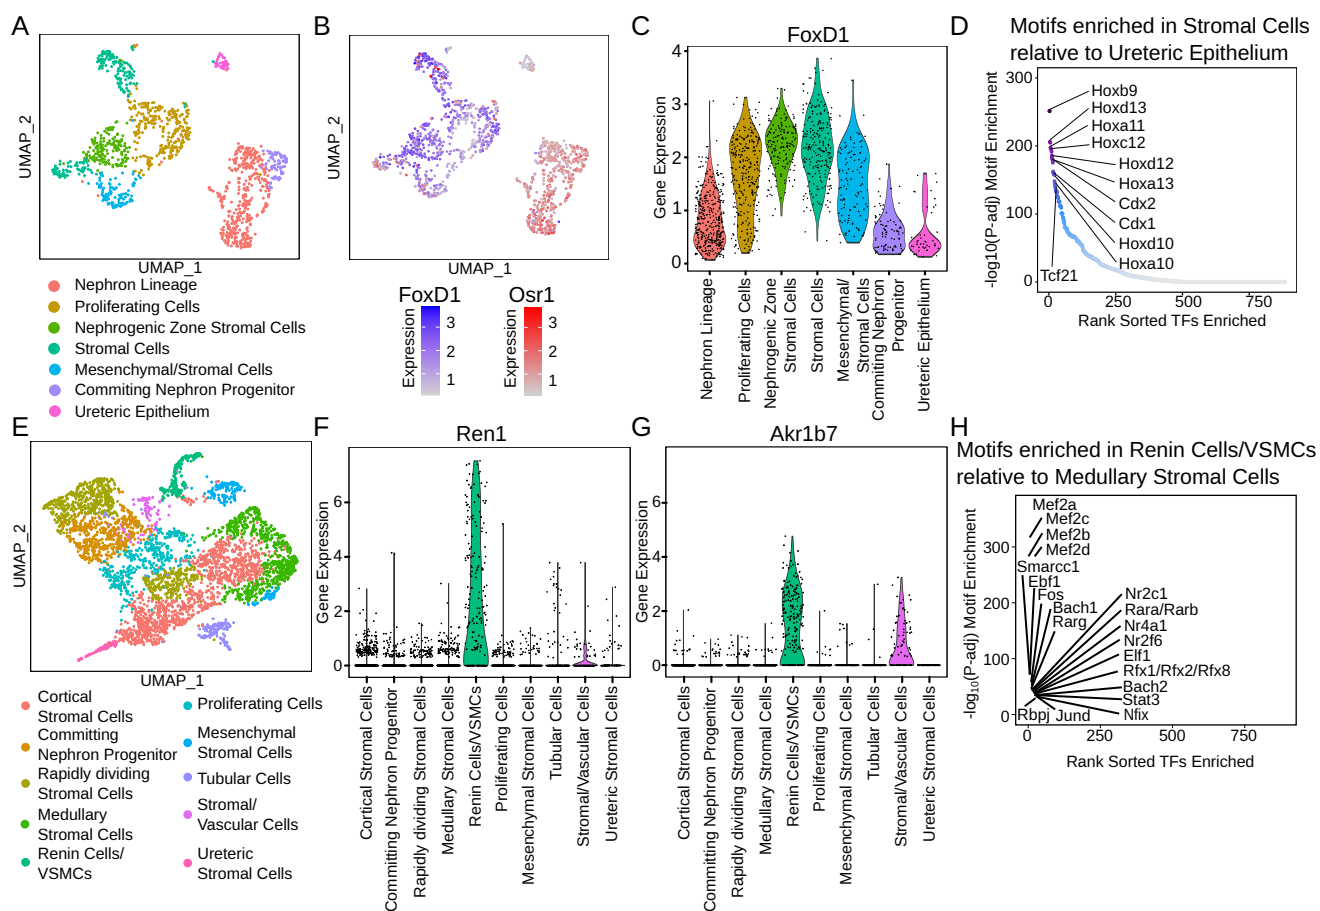 A
UMAP_2
UMAP_1
Nephron Lineage
Proliferating Cells
Nephrogenic Zone Stromal Cells
Stromal Cells
Mesenchymal/Stromal Cells
Commiting Nephron Progenitor
Ureteric Epithelium
B
UMAP_2
UMAP_1
FoxD1
Expression
3
2
1
Osr1
Expression
3
2
1
C
FoxD1
Gene Expression
4
3
2
1
0
Nephron Lineage
Proliferating Cells
Nephrogenic Zone
Stromal Cells
Stromal Cells
Mesenchymal/
Stromal Cells
Commiting Nephron
Progenitor
Ureteric Epithelium
D
Motifs enriched in Stromal Cells
relative to Ureteric Epithelium
-log10(P-adj) Motif Enrichment
300
200
100
0
Hoxb9
Hoxd13
Hoxa11
Hoxc12
Hoxd12
Hoxa13
Cdx2
Cdx1
Hoxd10
Hoxa10
Tcf21
0
250
500
750
Rank Sorted TFs Enriched
E
UMAP_2
UMAP_1
Cortical
Stromal Cells
Committing
Nephron Progenitor
Rapidly dividing
Stromal Cells
Medullary
Stromal Cells
Renin Cells/
VSMCs
Proliferating Cells
Mesenchymal
Stromal Cells
Tubular Cells
Stromal/
Vascular Cells
Ureteric
Stromal Cells
F
Ren1
Gene Expression
6
4
2
0
Cortical Stromal Cells
Committing Nephron Progenitor
Rapidly dividing Stromal Cells
Medullary Stromal Cells
Renin Cells/VSMCs
Proliferating Cells
Mesenchymal Stromal Cells
Tubular Cells
Stromal/Vascular Cells
Ureteric Stromal Cells
G
Akr1b7
Gene Expression
6
4
2
0
Cortical Stromal Cells
Committing Nephron Progenitor
Rapidly dividing Stromal Cells
Medullary Stromal Cells
Renin Cells/VSMCs
Proliferating Cells
Mesenchymal Stromal Cells
Tubular Cells
Stromal/Vascular Cells
Ureteric Stromal Cells
H
Motifs enriched in Renin Cells/VSMCs
relative to Medullary Stromal Cells
-log10(P-adj) Motif Enrichment
300
200
100
0
Mef2a
Mef2c
Mef2b
Mef2d
Smarcc1
Ebf1
Fos
Bach1
Rarg
Nr2c1
Rara/Rarb
Nr4a1
Nr2f6
Elf1
Rfx1/Rfx2/Rfx8
Bach2
Stat3
Nfix
Rbpj
Jund
0
250
500
750
Rank Sorted TFs Enriched